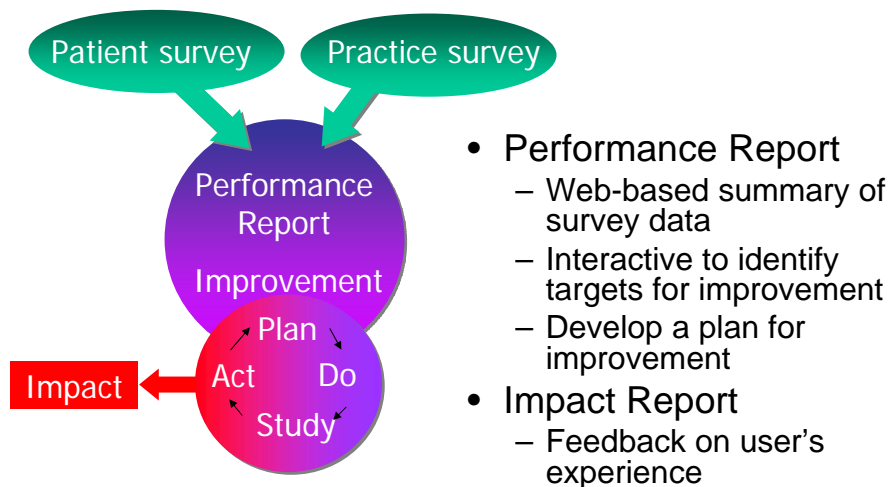 Patient survey
Practice survey
Performance
Report
Improvement
Plan
Act
Do
Study
Impact
• Performance Report
– Web-based summary of
survey data
– Interactive to identify
targets for improvement
– Develop a plan for
improvement
• Impact Report
– Feedback on user's
experience